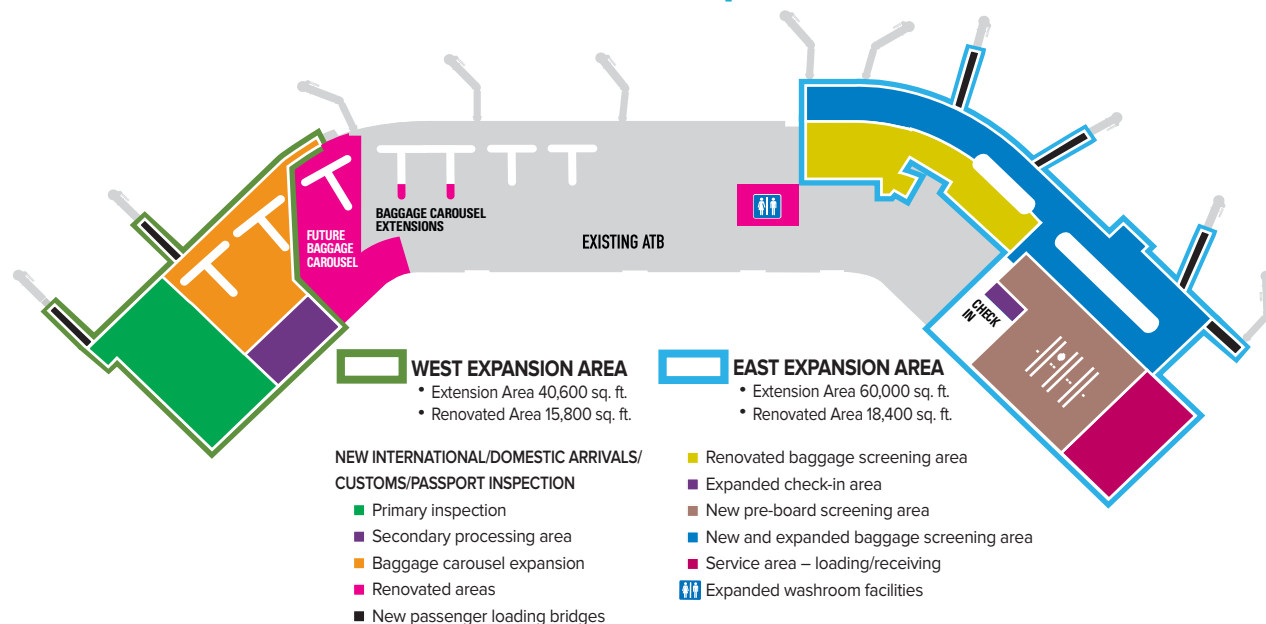 BAGGAGE CAROUSEL
EXTENSIONS
FUTURE
BAGGAGE
CAROUSEL
EXISTING ATB
CHECK
IN
WEST EXPANSION AREA
• Extension Area 40,600 sq. ft.
• Renovated Area 15,800 sq. ft.
EAST EXPANSION AREA
• Extension Area 60,000 sq. ft.
• Renovated Area 18,400 sq. ft.
NEW INTERNATIONAL/DOMESTIC ARRIVALS/
CUSTOMS/PASSPORT INSPECTION
Primary inspection
Secondary processing area
Baggage carousel expansion
Renovated areas
New passenger loading bridges
Renovated baggage screening area
Expanded check-in area
New pre-board screening area
New and expanded baggage screening area
Service area – loading/receiving
Expanded washroom facilities